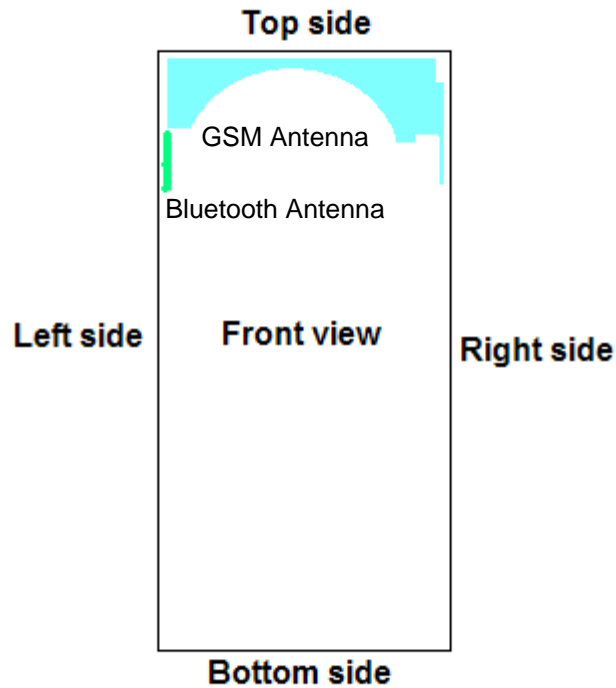 Top side
GSM Antenna
Bluetooth Antenna
Left side
Front view
Right side
Bottom side